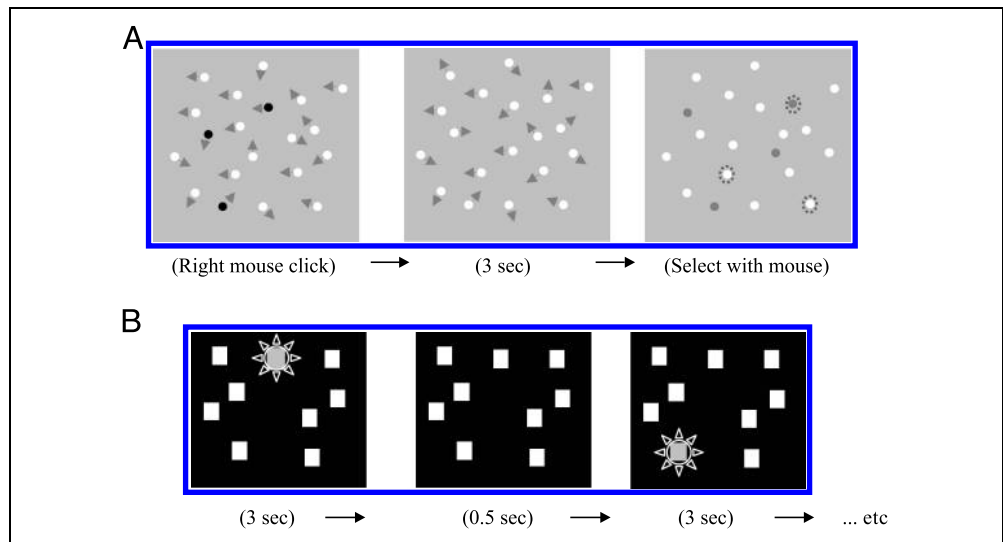 A
(Right mouse click) → (3 sec) → (Select with mouse)
B
(3 sec) → (0.5 sec) → (3 sec) → ... etc